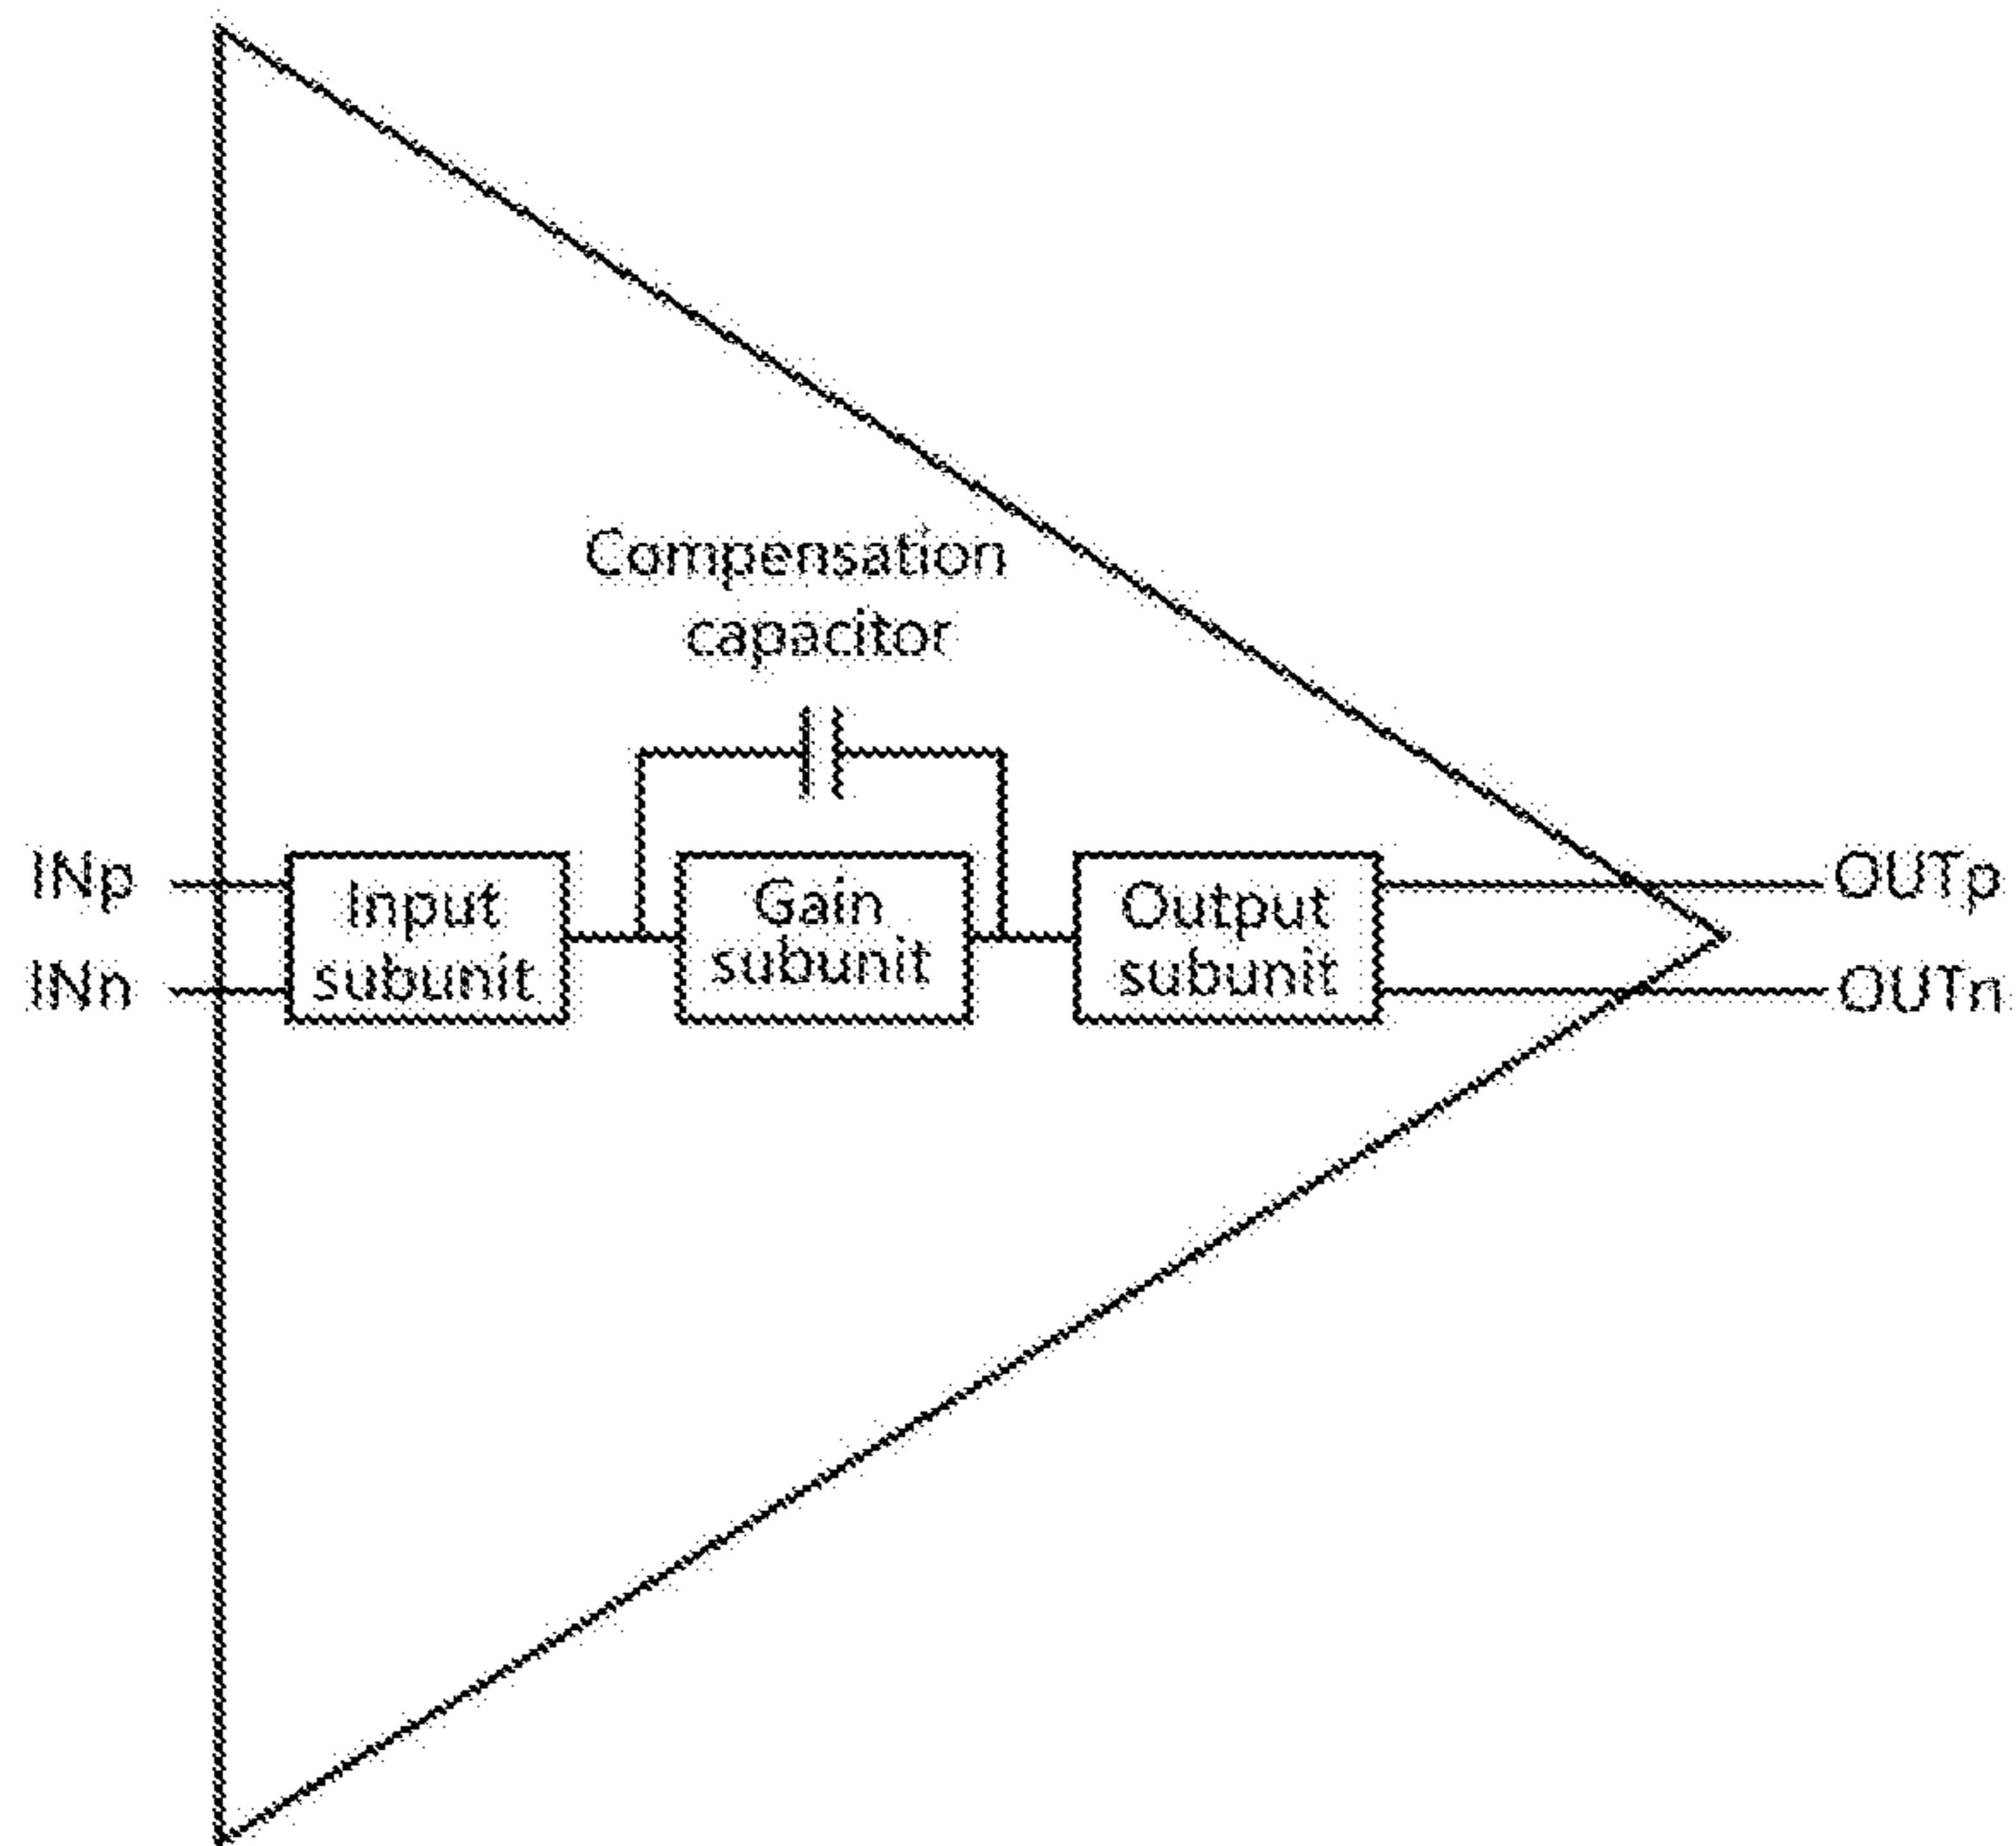 Compensation
capacitor
INp
INn
Input
subunit
Gain
subunit
Output
subunit
OUTp
OUTn